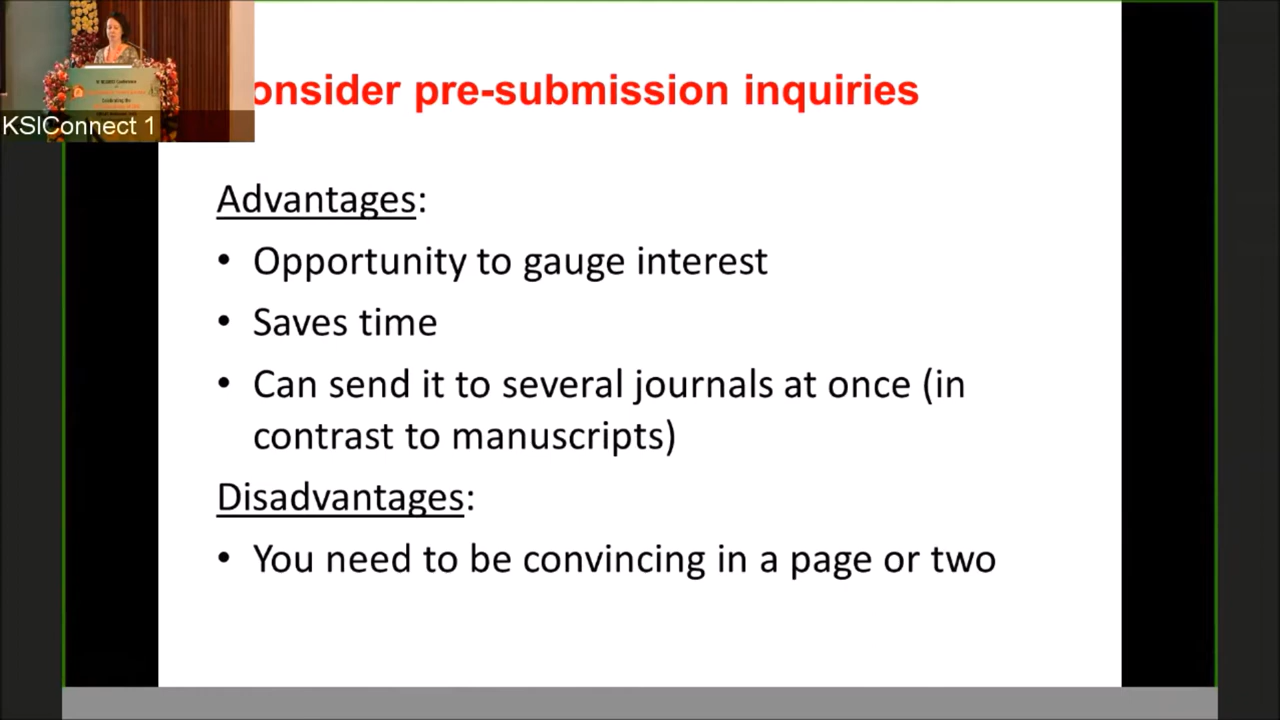 onsider pre-submission inquiries
KSIConnect 1
Advantages:
• Opportunity to gauge interest
• Saves time
• Can send it to several journals at once (in
contrast to manuscripts)
Disadvantages:
• You need to be convincing in a page or two